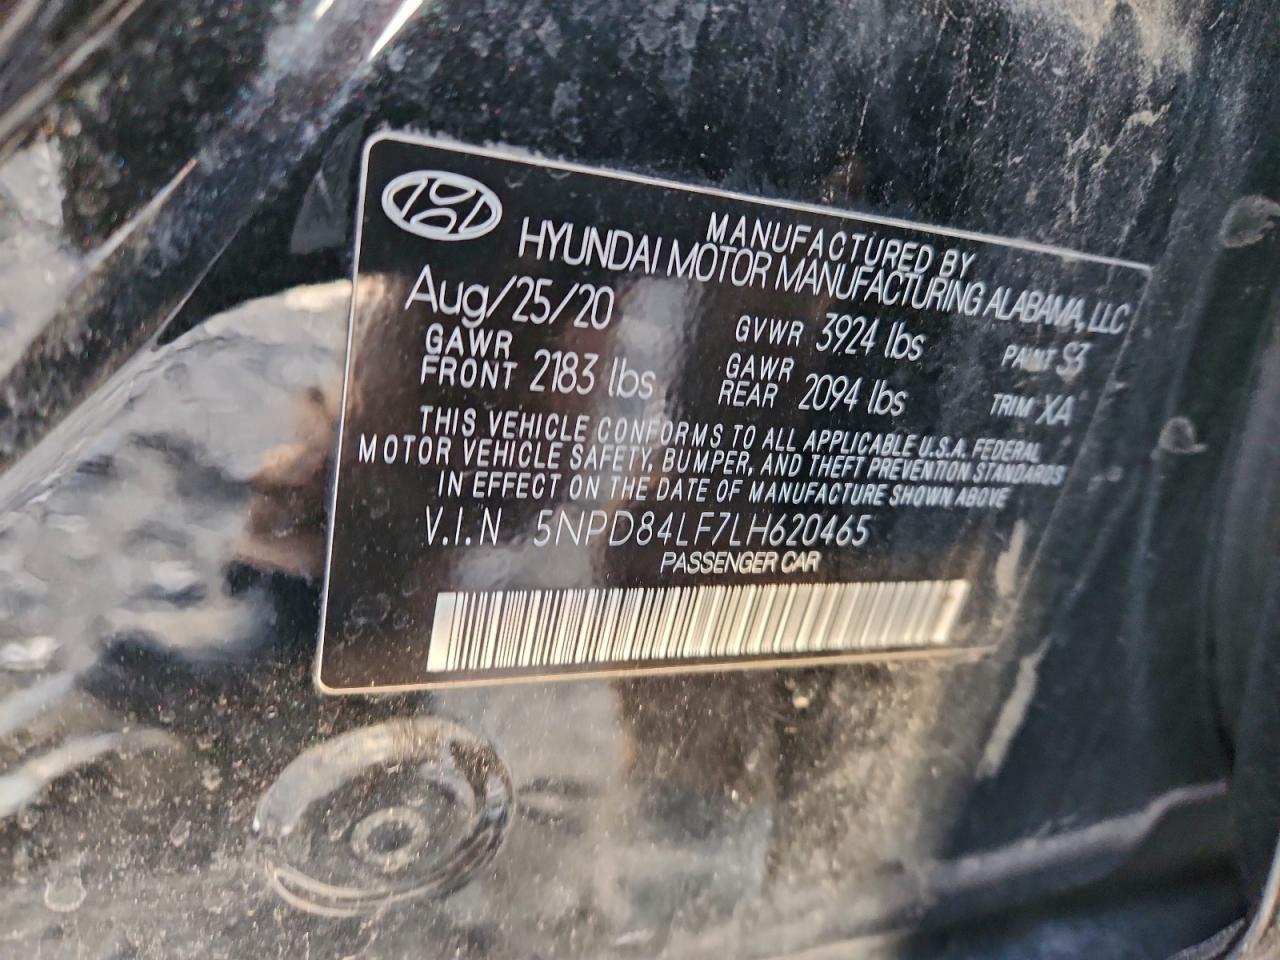 MANUFACTURED BY
HYUNDAI MOTOR MANUFACTURING ALABAMA, LLC
Aug/25/20 GVWR 3924 lbs PAINT S3
GAWR FRONT 2183 lbs GAWR REAR 2094 lbs TRIM XA
THIS VEHICLE CONFORMS TO ALL APPLICABLE U.S.A. FEDERAL
MOTOR VEHICLE SAFETY, BUMPER, AND THEFT PREVENTION STANDARDS
IN EFFECT ON THE DATE OF MANUFACTURE SHOWN ABOVE
V.I.N 5NPD84LF7LH620465
PASSENGER CAR